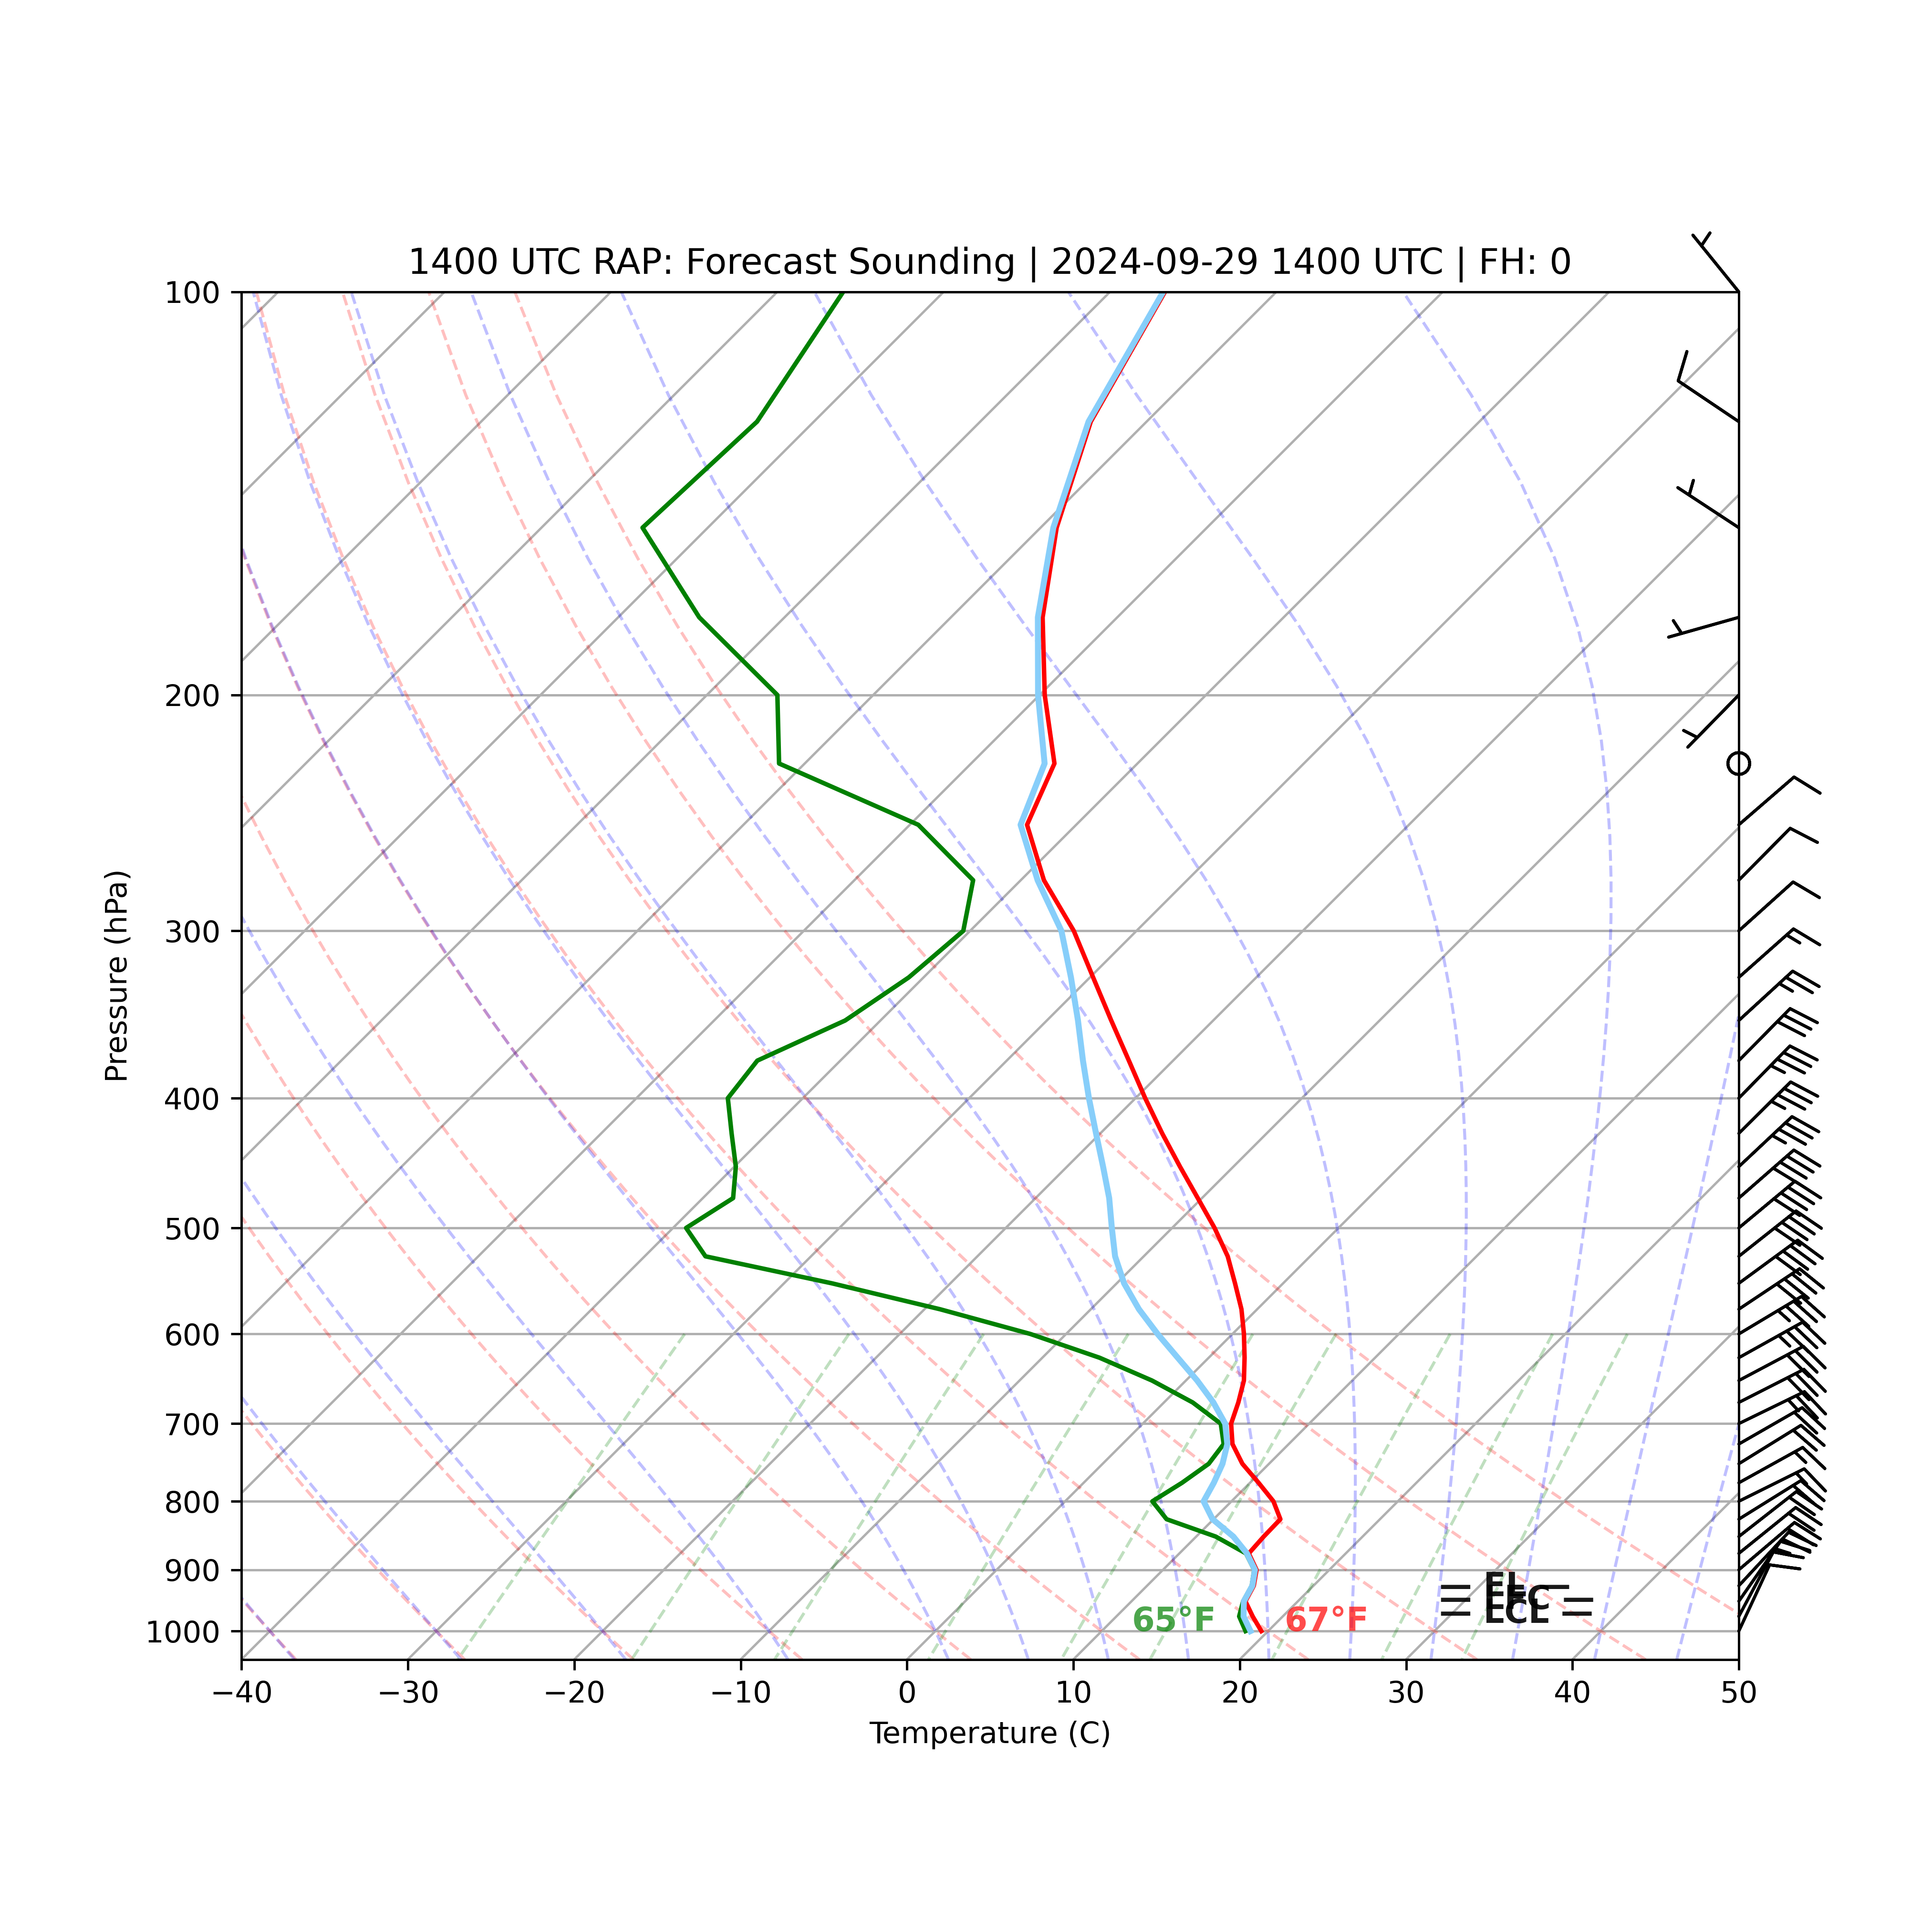 1400 UTC RAP: Forecast Sounding | 2024-09-29 1400 UTC | FH: 0
100
200
300
400
500
600
700
800
900
1000
Pressure (hPa)
EL
65°F
67°F
−40 −30 −20 −10 0 10 20 30 40 50
Temperature (C)